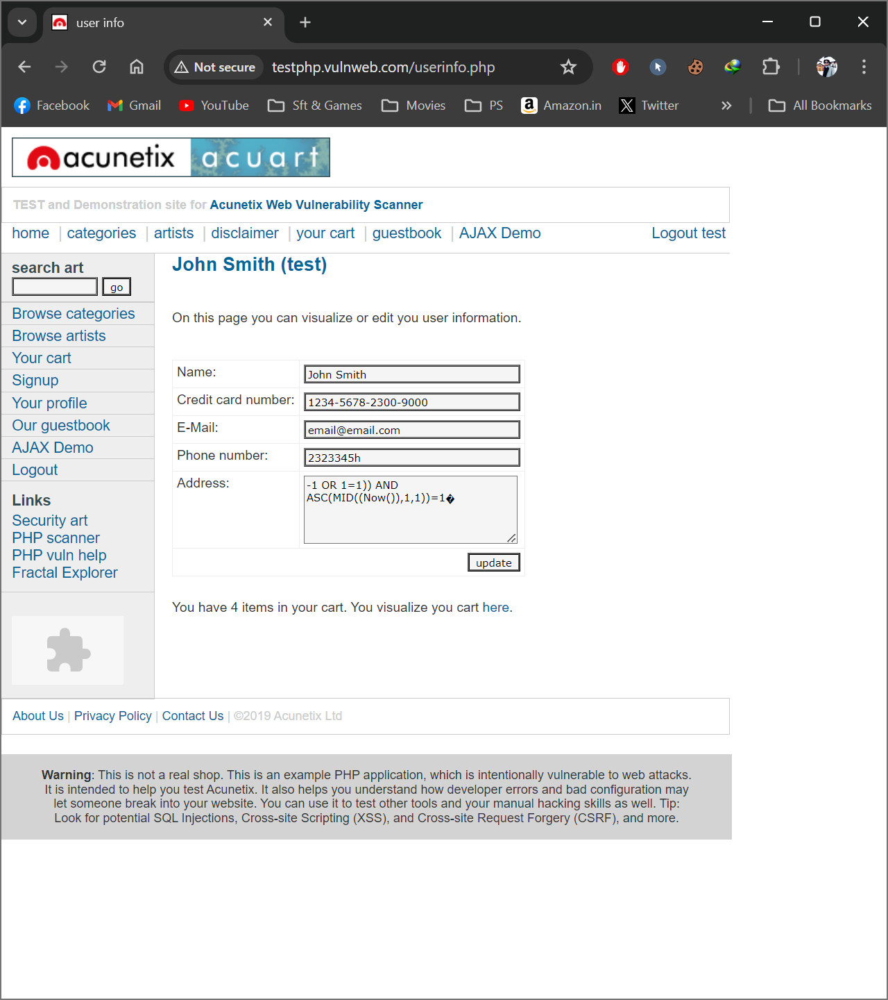 user info
Not secure
testphp.vulnweb.com/userinfo.php
Facebook Gmail YouTube Sft & Games Movies PS Amazon.in Twitter » All Bookmarks
acunetix acuart
TEST and Demonstration site for Acunetix Web Vulnerability Scanner
home | categories | artists | disclaimer | your cart | guestbook | AJAX Demo Logout test
search art
go
Browse categories
Browse artists
Your cart
Signup
Your profile
Our guestbook
AJAX Demo
Logout
Links
Security art
PHP scanner
PHP vuln help
Fractal Explorer
John Smith (test)
On this page you can visualize or edit you user information.
Name: John Smith
Credit card number: 1234-5678-2300-9000
E-Mail: email@email.com
Phone number: 2323345h
Address: -1 OR 1=1)) AND
ASC(MID((Now()),1,1))=1�
update
You have 4 items in your cart. You visualize you cart here.
About Us | Privacy Policy | Contact Us | ©2019 Acunetix Ltd
Warning: This is not a real shop. This is an example PHP application, which is intentionally vulnerable to web attacks.
It is intended to help you test Acunetix. It also helps you understand how developer errors and bad configuration may
let someone break into your website. You can use it to test other tools and your manual hacking skills as well. Tip:
Look for potential SQL Injections, Cross-site Scripting (XSS), and Cross-site Request Forgery (CSRF), and more.